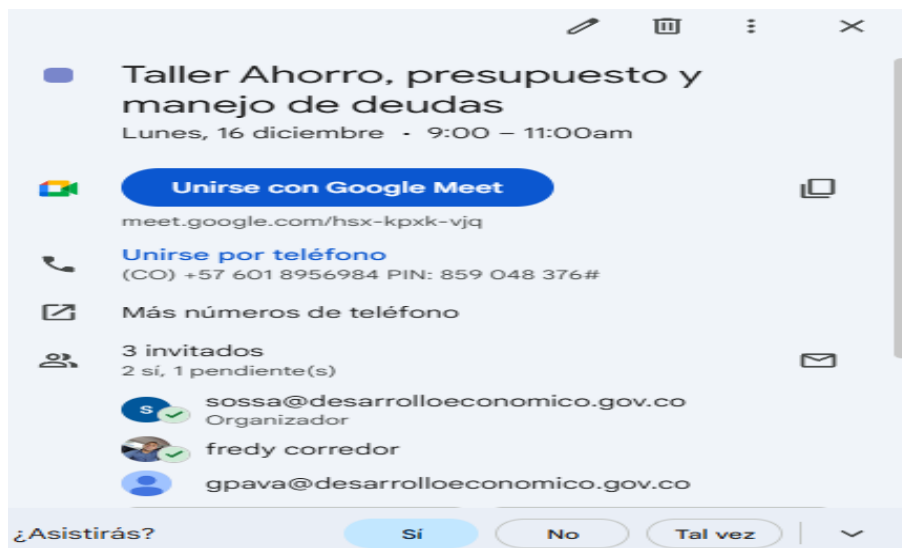 Taller Ahorro, presupuesto y
manejo de deudas
Lunes, 16 diciembre · 9:00 – 11:00am
Unirse con Google Meet
meet.google.com/hsx-kpxk-vjq
Unirse por teléfono
(CO) +57 601 8956984 PIN: 859 048 376#
Más números de teléfono
3 invitados
2 sí, 1 pendiente(s)
S
sossa@desarrolloeconomico.gov.co
Organizador
fredy corredor
gpava@desarrolloeconomico.gov.co
¿Asistirás? Sí No Tal vez